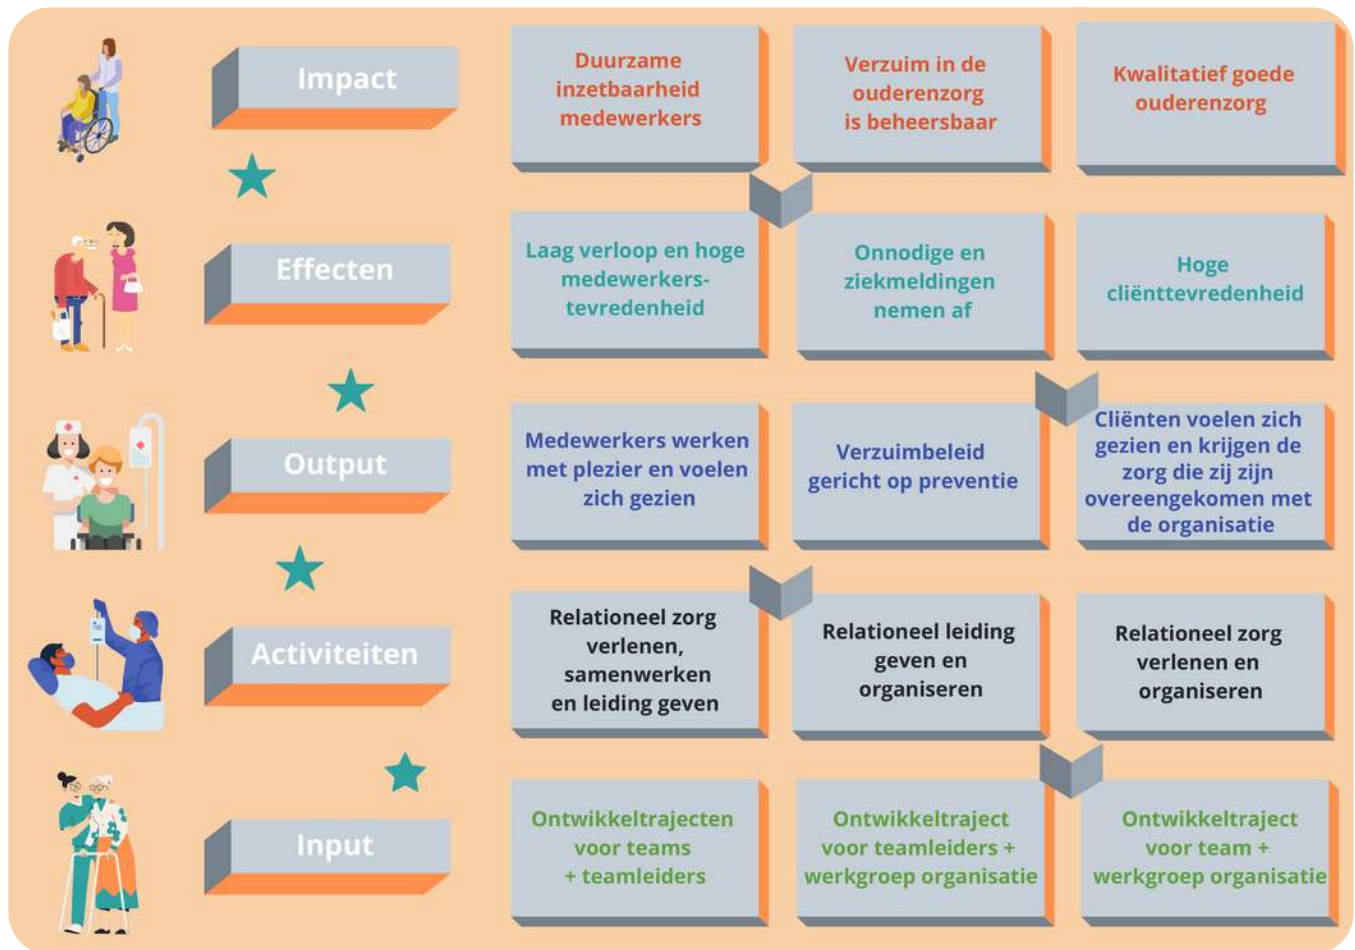 Impact
Duurzame
inzetbaarheid
medewerkers
Verzuim in de
ouderenzorg
is beheersbaar
Kwalitatief goede
ouderenzorg
Effecten
Laag verloop en hoge
medewerkers-
tevredenheid
Onnodige en
ziekmeldingen
nemen af
Hoge
cliënttevredenheid
Output
Medewerkers werken
met plezier en voelen
zich gezien
Verzuimbeleid
gericht op preventie
Cliënten voelen zich
gezien en krijgen de
zorg die zij zijn
overeengekomen met
de organisatie
Activiteiten
Relationeel zorg
verlenen,
samenwerken
en leiding geven
Relationeel leiding
geven en
organiseren
Relationeel zorg
verlenen en
organiseren
Input
Ontwikkeltrajecten
voor teams
+ teamleiders
Ontwikkeltraject
voor teamleiders +
werkgroep organisatie
Ontwikkeltraject
voor team +
werkgroep organisatie